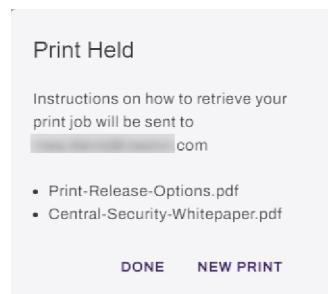 Print Held
Instructions on how to retrieve your
print job will be sent to
com
• Print-Release-Options.pdf
• Central-Security-Whitepaper.pdf
DONE NEW PRINT